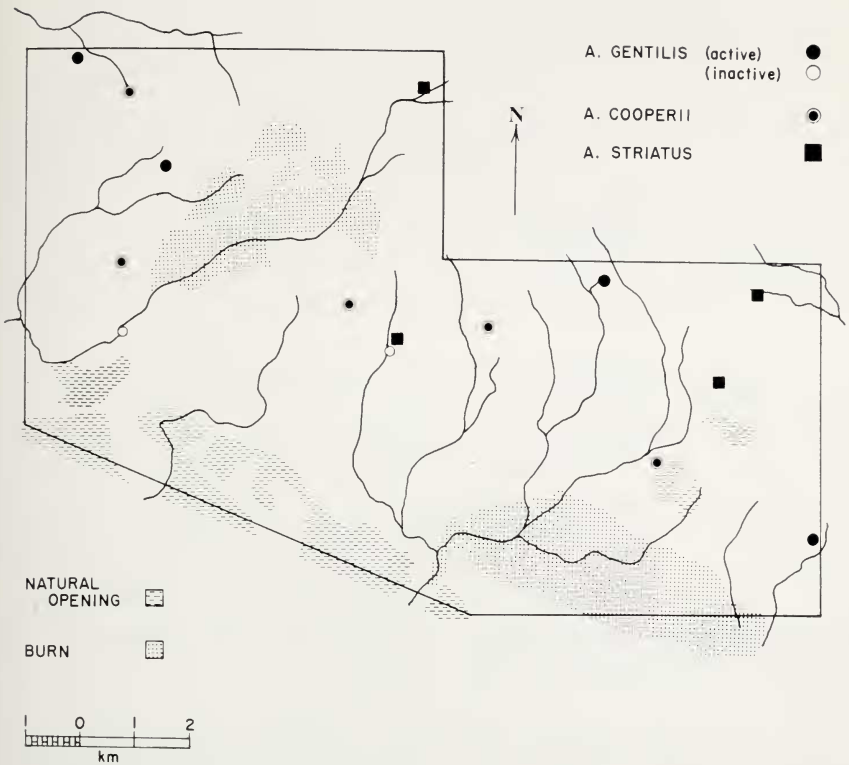 A. GENTILIS (active)
(inactive)
N
A. COOPERII
A. STRIATUS
NATURAL
OPENING
BURN
1 0 1 2
km